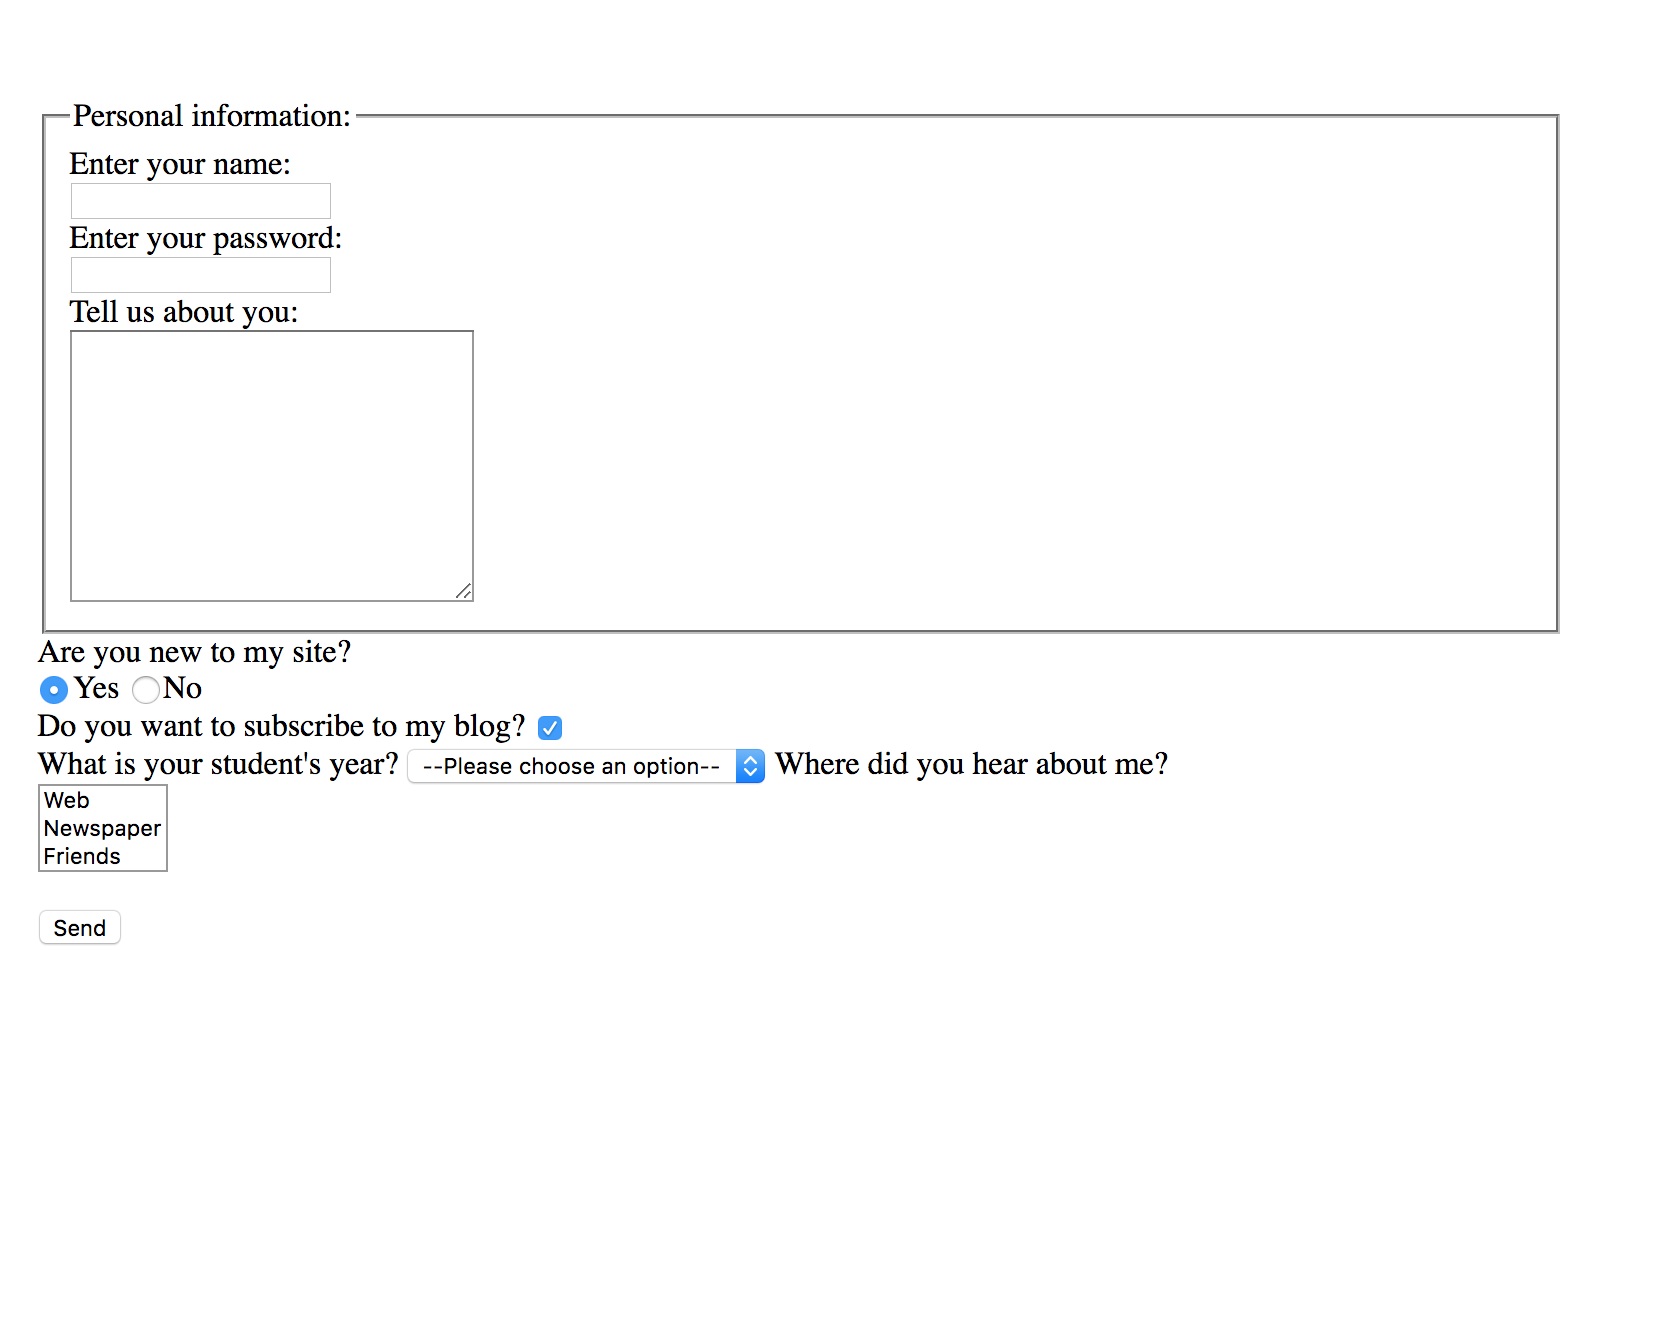 Personal information:
Enter your name:
Enter your password:
Tell us about you:
Are you new to my site?
Yes No
Do you want to subscribe to my blog?
What is your student's year? --Please choose an option-- Where did you hear about me?
Web
Newspaper
Friends
Send